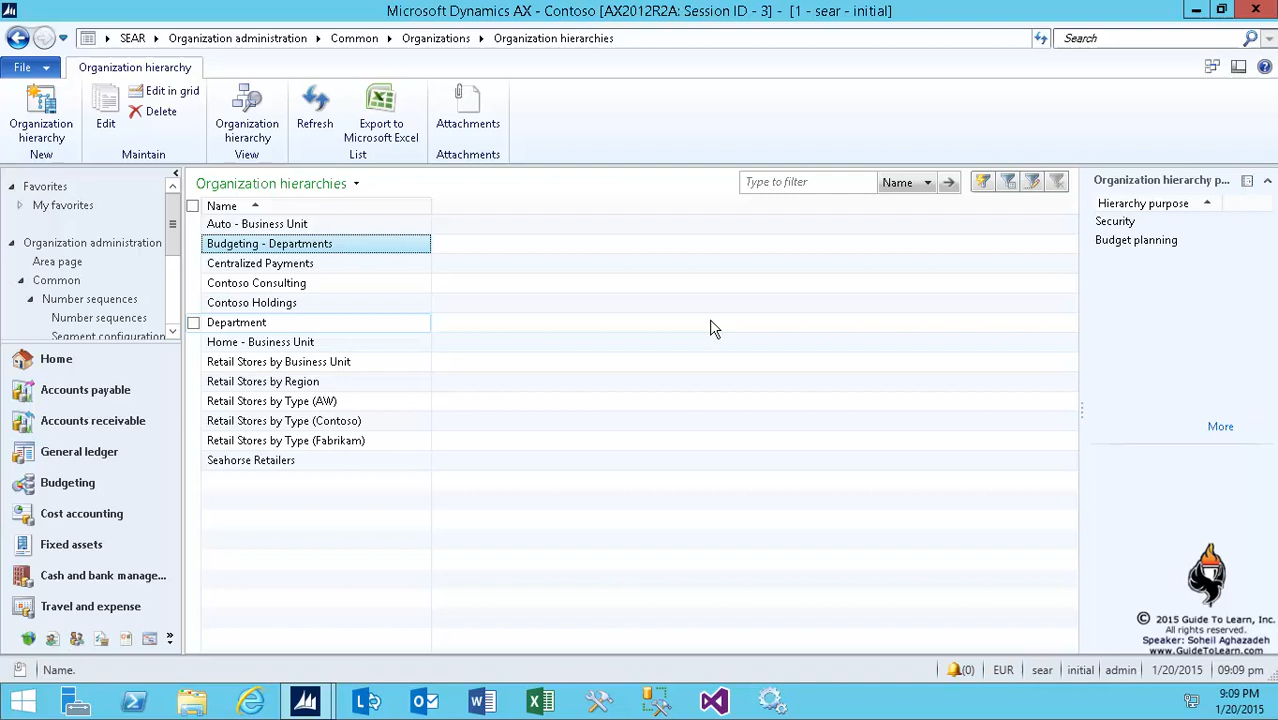 Microsoft Dynamics AX - Contoso [AX2012R2A: Session ID - 3] - [1 - sear - initial]
SEAR Organization administration Common Organizations Organization hierarchies
Search
File
Organization hierarchy
Organization hierarchy
New
Edit
Edit in grid
Delete
Maintain
Organization hierarchy
View
Refresh
Export to Microsoft Excel
List
Attachments
Attachments
Favorites
My favorites
Organization administration
Area page
Common
Number sequences
Number sequences
Segment configuration
Home
Accounts payable
Accounts receivable
General ledger
Budgeting
Cost accounting
Fixed assets
Cash and bank manage...
Travel and expense
Organization hierarchies
Type to filter
Name
Name
Auto - Business Unit
Budgeting - Departments
Centralized Payments
Contoso Consulting
Contoso Holdings
Department
Home - Business Unit
Retail Stores by Business Unit
Retail Stores by Region
Retail Stores by Type (AW)
Retail Stores by Type (Contoso)
Retail Stores by Type (Fabrikam)
Seahorse Retailers
Organization hierarchy p...
Hierarchy purpose
Security
Budget planning
More
© 2015 Guide To Learn, Inc.
All rights reserved.
Speaker: Soheil Aghazadeh
www.GuideToLearn.com
Name.
(0) EUR sear initial admin 1/20/2015 09:09 pm
9:09 PM
1/20/2015